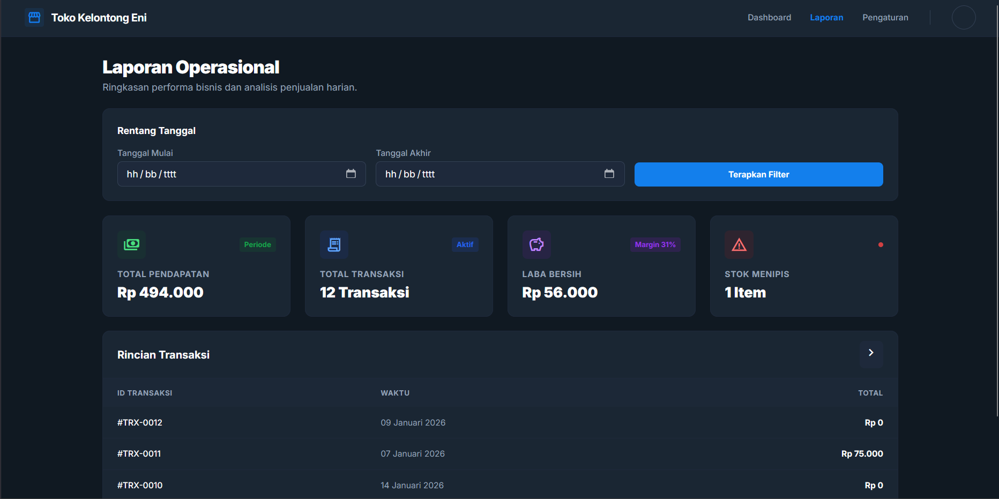 Toko Kelontong Eni
Dashboard Laporan Pengaturan
Laporan Operasional
Ringkasan performa bisnis dan analisis penjualan harian.
Rentang Tanggal
Tanggal Mulai Tanggal Akhir
hh/bb/tttt hh/bb/tttt Terapkan Filter
Periode
TOTAL PENDAPATAN
Rp 494.000
Aktif
TOTAL TRANSAKSI
12 Transaksi
Margin 31%
LABA BERSIH
Rp 56.000
STOK MENIPIS
1 Item
Rincian Transaksi
ID TRANSAKSI WAKTU TOTAL
#TRX-0012 09 Januari 2026 Rp 0
#TRX-0011 07 Januari 2026 Rp 75.000
#TRX-0010 14 Januari 2026 Rp 0